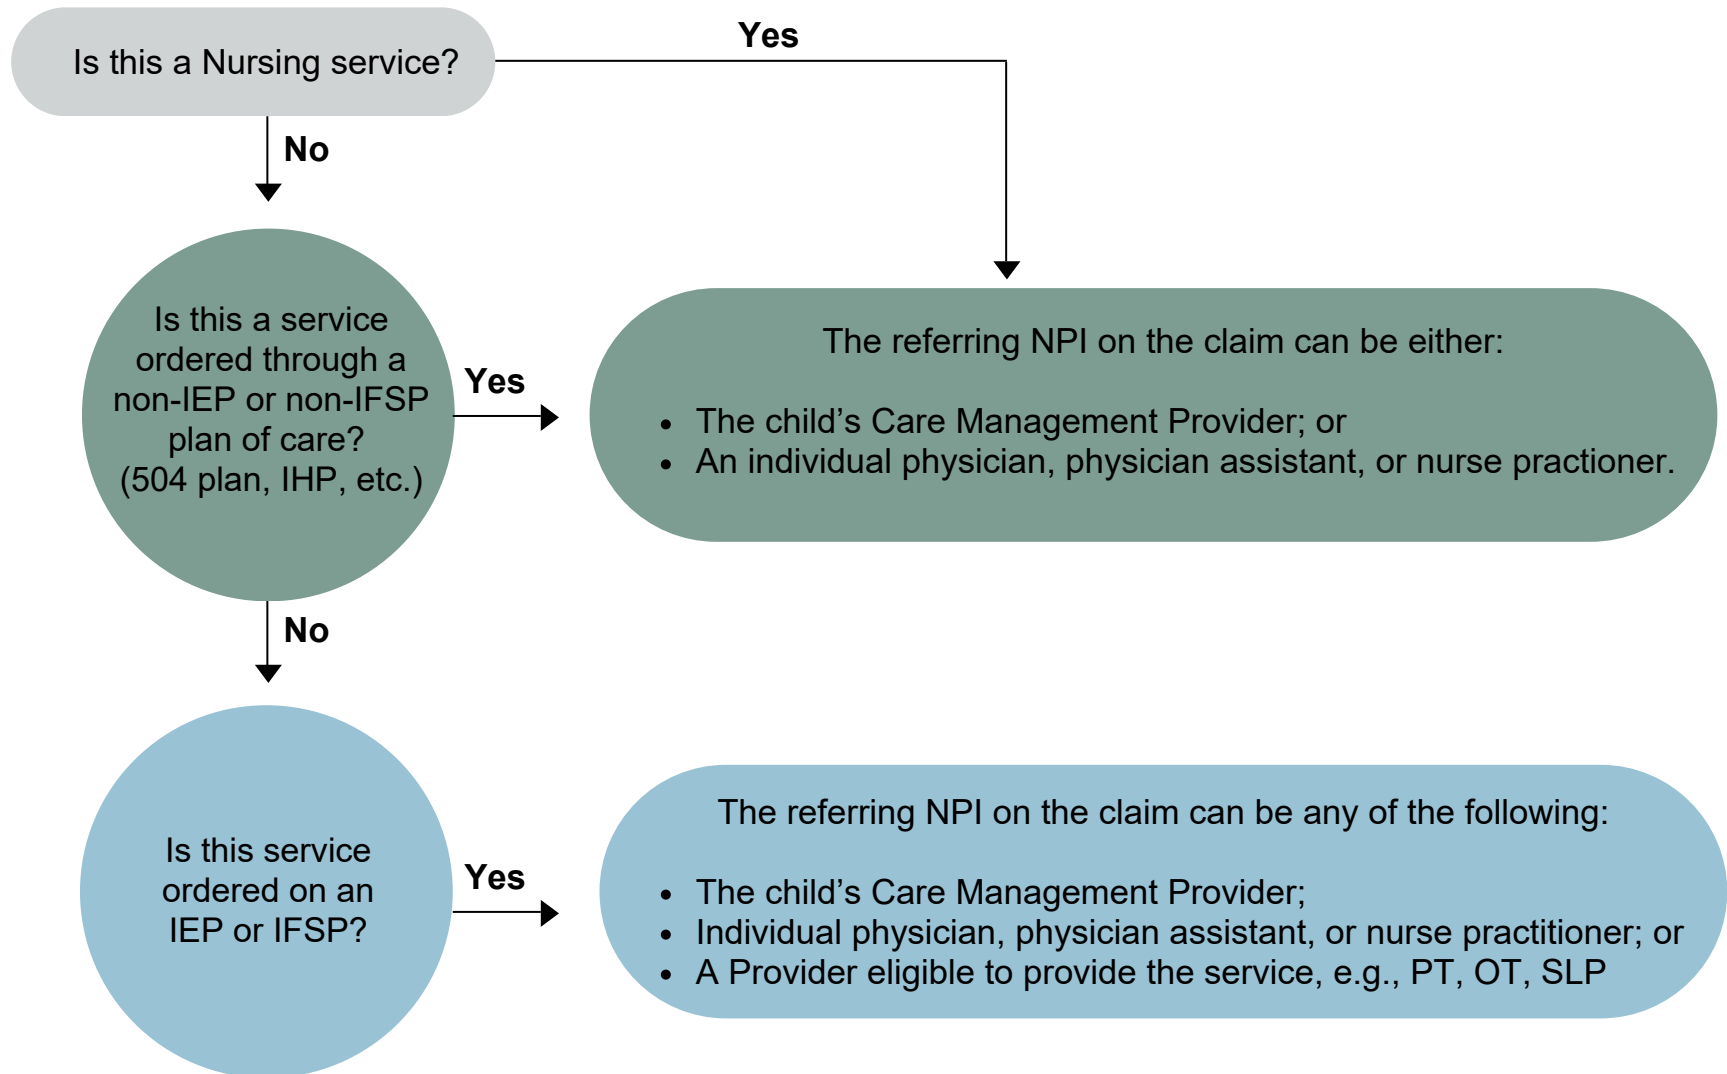 Is this a Nursing service?
Yes
No
Is this a service
ordered through a
non-IEP or non-IFSP
plan of care?
(504 plan, IHP, etc.)
Yes
The referring NPI on the claim can be either:
• The child’s Care Management Provider; or
• An individual physician, physician assistant, or nurse practioner.
No
Is this service
ordered on an
IEP or IFSP?
Yes
The referring NPI on the claim can be any of the following:
• The child’s Care Management Provider;
• Individual physician, physician assistant, or nurse practitioner; or
• A Provider eligible to provide the service, e.g., PT, OT, SLP